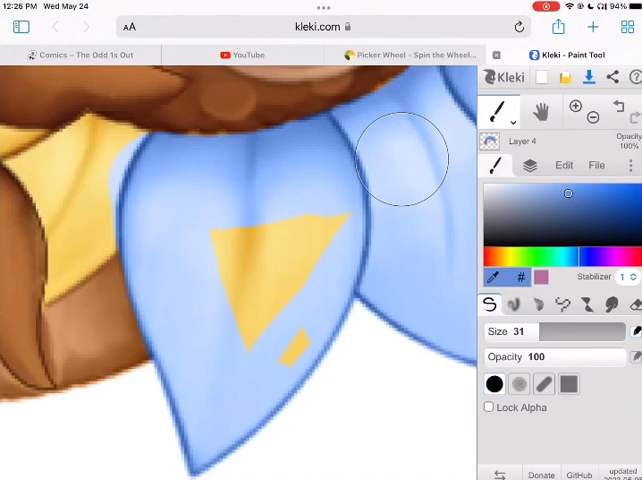 12:26 PM Wed May 24
94%
AA kleki.com
Comics – The Odd 1s Out
YouTube
Picker Wheel - Spin the Wheel...
Kleki - Paint Tool
Kleki
Layer 4
Opacity
100%
Edit File
# Stabilizer 1
Size 31
Opacity 100
Lock Alpha
Donate Google updated